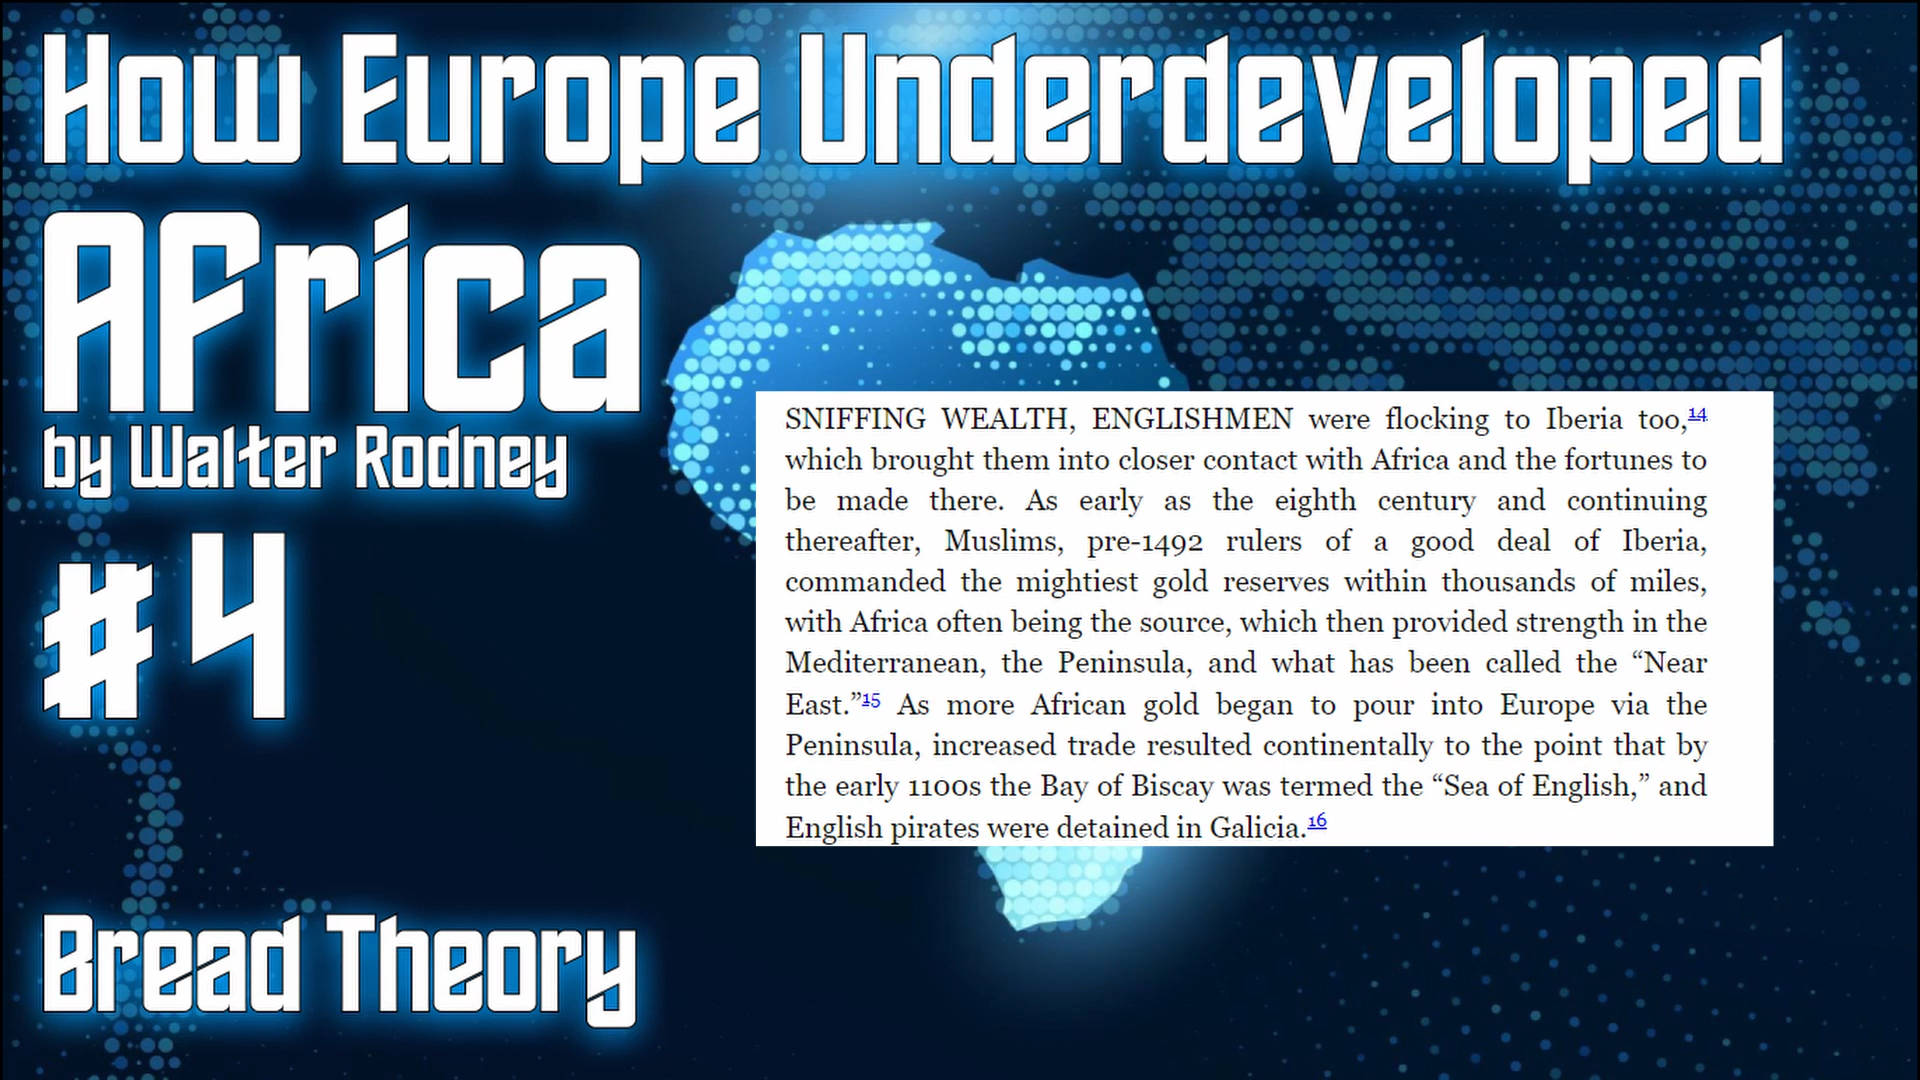 How Europe Underdeveloped
Africa
by Walter Rodney
#4
SNIFFING WEALTH, ENGLISHMEN were flocking to Iberia too,14
which brought them into closer contact with Africa and the fortunes to
be made there. As early as the eighth century and continuing
thereafter, Muslims, pre-1492 rulers of a good deal of Iberia,
commanded the mightiest gold reserves within thousands of miles,
with Africa often being the source, which then provided strength in the
Mediterranean, the Peninsula, and what has been called the “Near
East.”15 As more African gold began to pour into Europe via the
Peninsula, increased trade resulted continentally to the point that by
the early 1100s the Bay of Biscay was termed the “Sea of English,” and
English pirates were detained in Galicia.16
Bread Theory